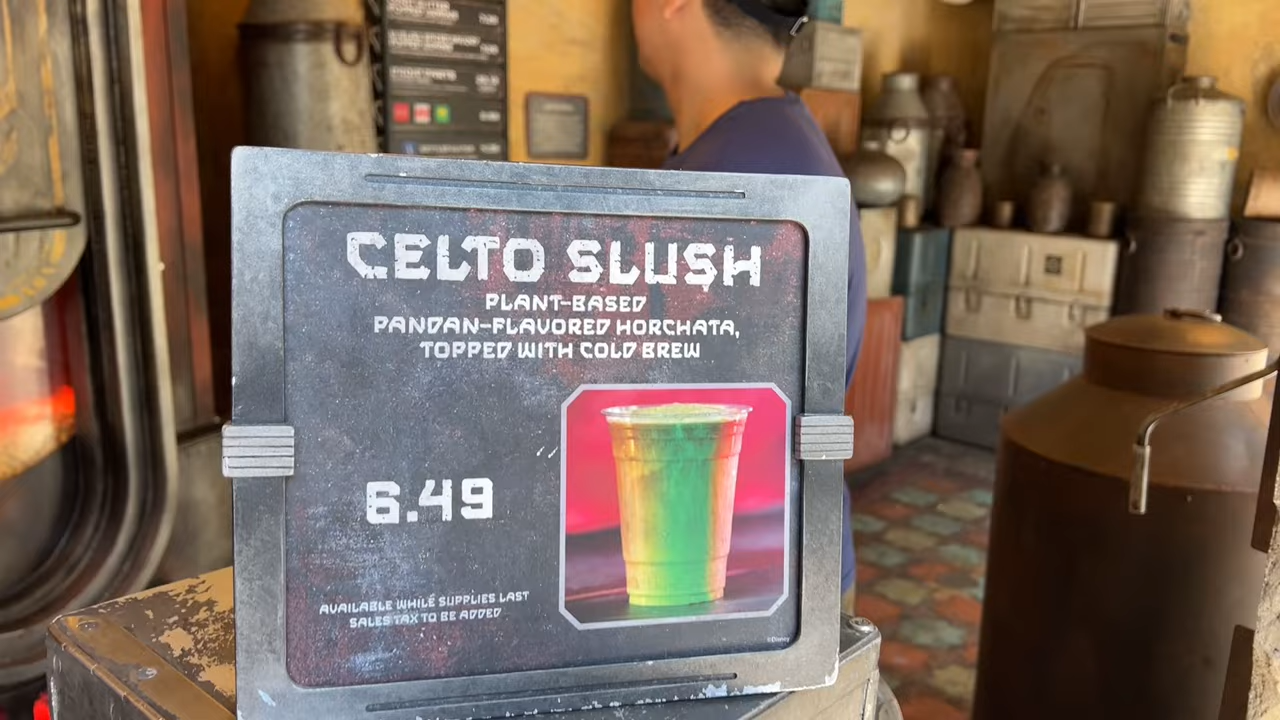 CELTO SLUSH
PLANT-BASED
PANDAN-FLAVORED HORCHATA,
TOPPED WITH COLD BREW
6.49
AVAILABLE WHILE SUPPLIES LAST
SALES TAX TO BE ADDED
©Disney